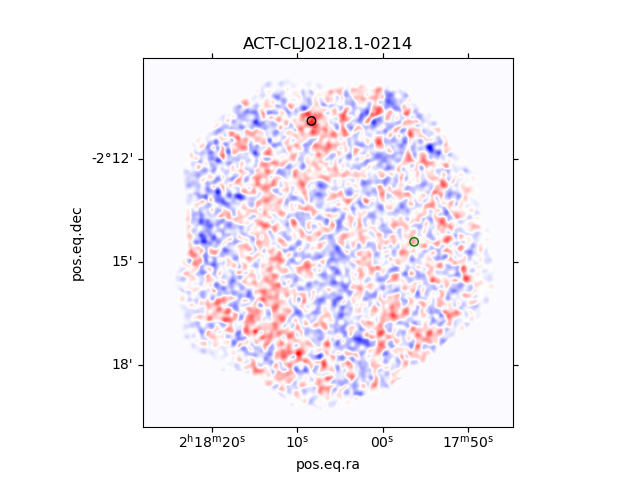 ACT-CLJ0218.1-0214
-2°12'
15'
18'
pos.eq.dec
2ʰ18ᵐ20ˢ 10ˢ 00ˢ 17ᵐ50ˢ
pos.eq.ra